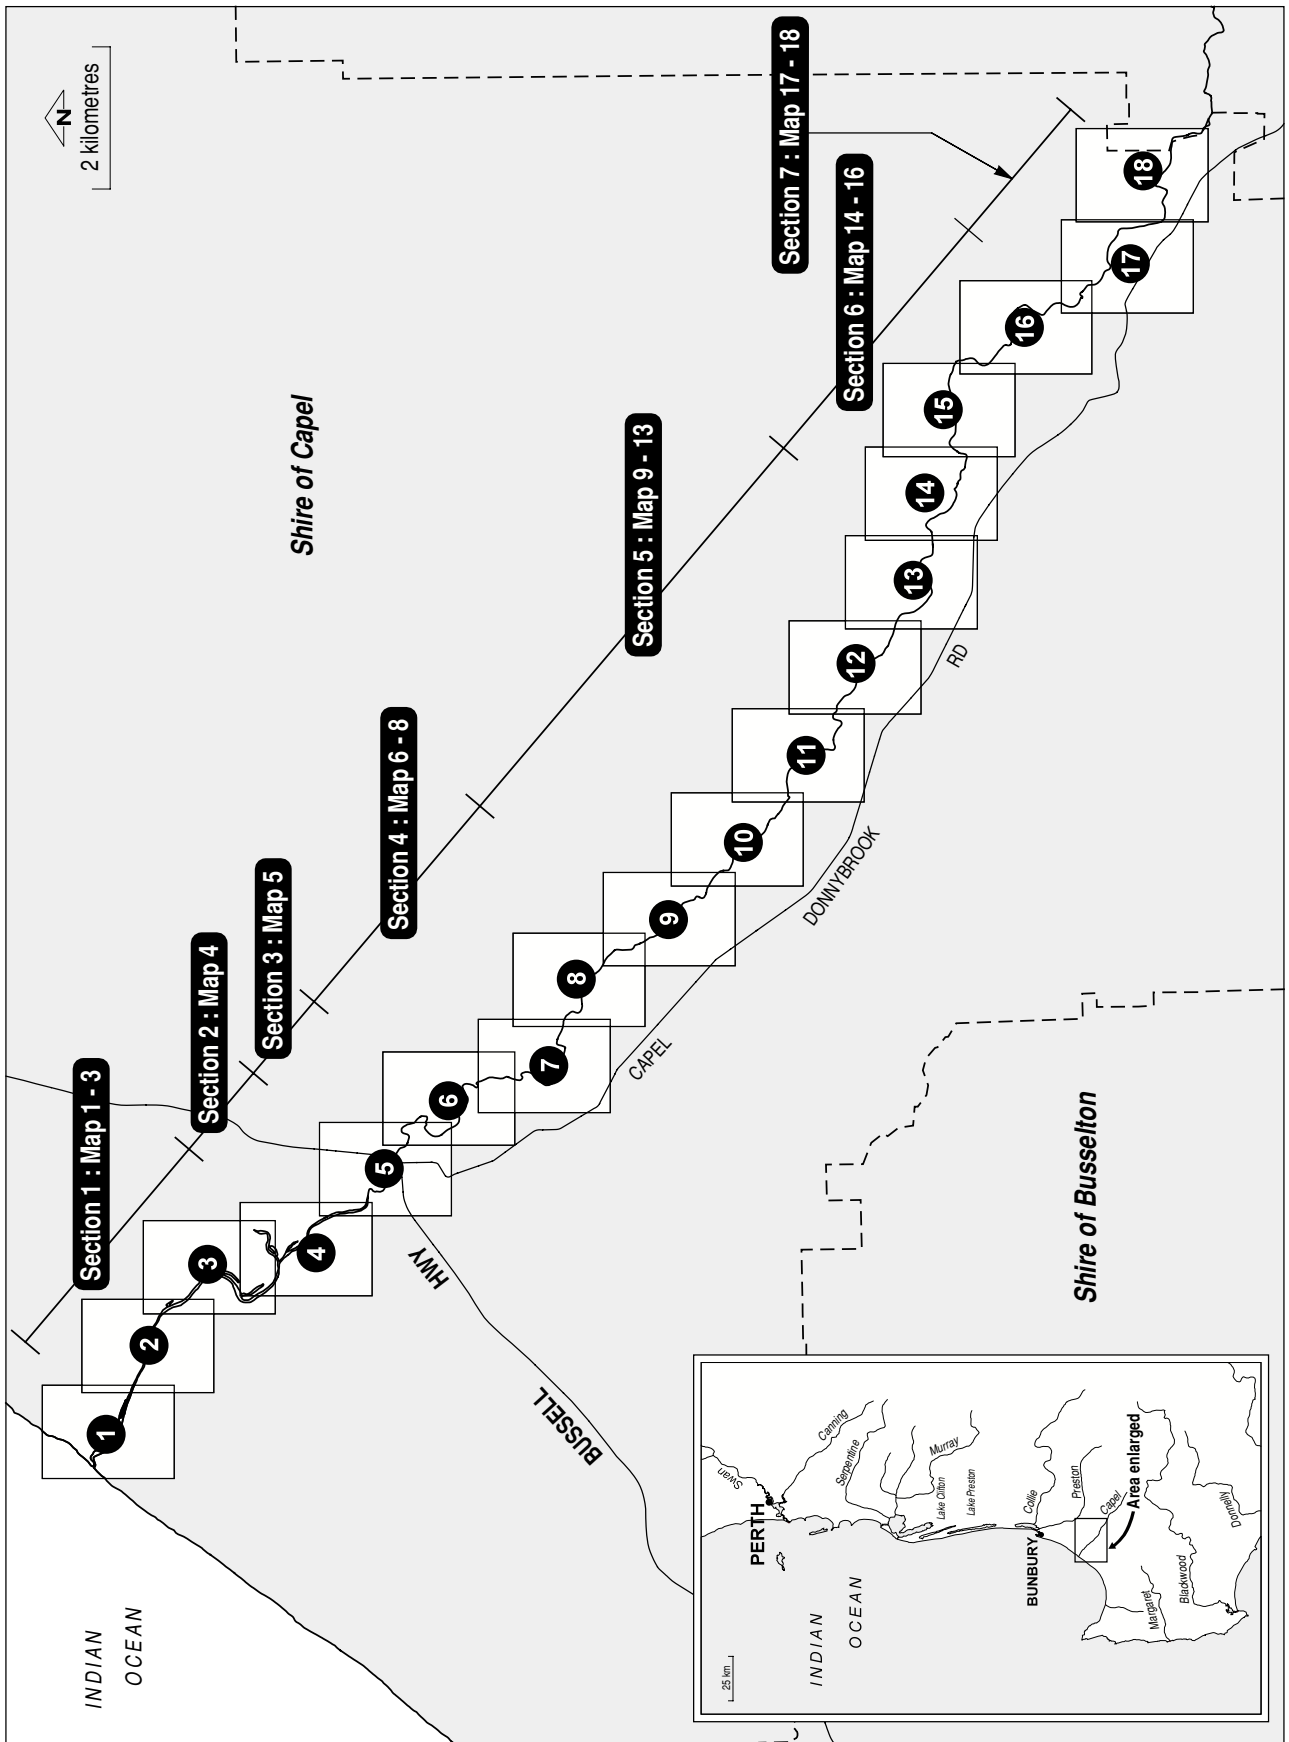 INDIAN
OCEAN
1
2
3
4
5
6
7
8
9
10
11
12
13
14
15
16
17
18
Section 1 : Map 1 - 3
Section 2 : Map 4
Section 3 : Map 5
Section 4 : Map 6 - 8
Section 5 : Map 9 - 13
Section 6 : Map 14 - 16
Section 7 : Map 17 - 18
N
2 kilometres
Shire of Capel
BUSSELL
HWY
CAPEL
DONNYBROOK
RD
Shire of Busselton
25 km
INDIAN
OCEAN
PERTH
Swan
Canning
Serpentine
Murray
Lake Clifton
Lake Preston
BUNBURY
Collie
Preston
Capel
Area enlarged
Margaret
Blackwood
Donnelly